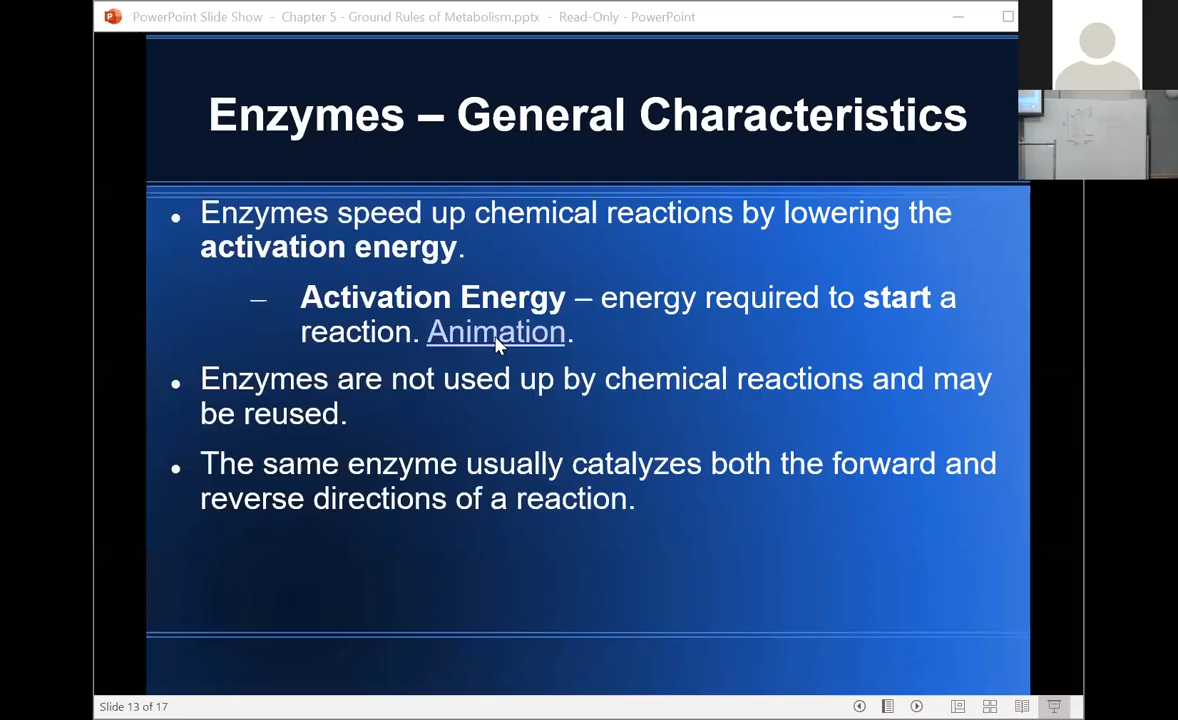 PowerPoint Slide Show - Chapter 5 - Ground Rules of Metabolism.pptx - Read-Only - PowerPoint
Enzymes – General Characteristics
• Enzymes speed up chemical reactions by lowering the
activation energy.
– Activation Energy – energy required to start a
reaction. Animation.
• Enzymes are not used up by chemical reactions and may
be reused.
• The same enzyme usually catalyzes both the forward and
reverse directions of a reaction.
Slide 13 of 17